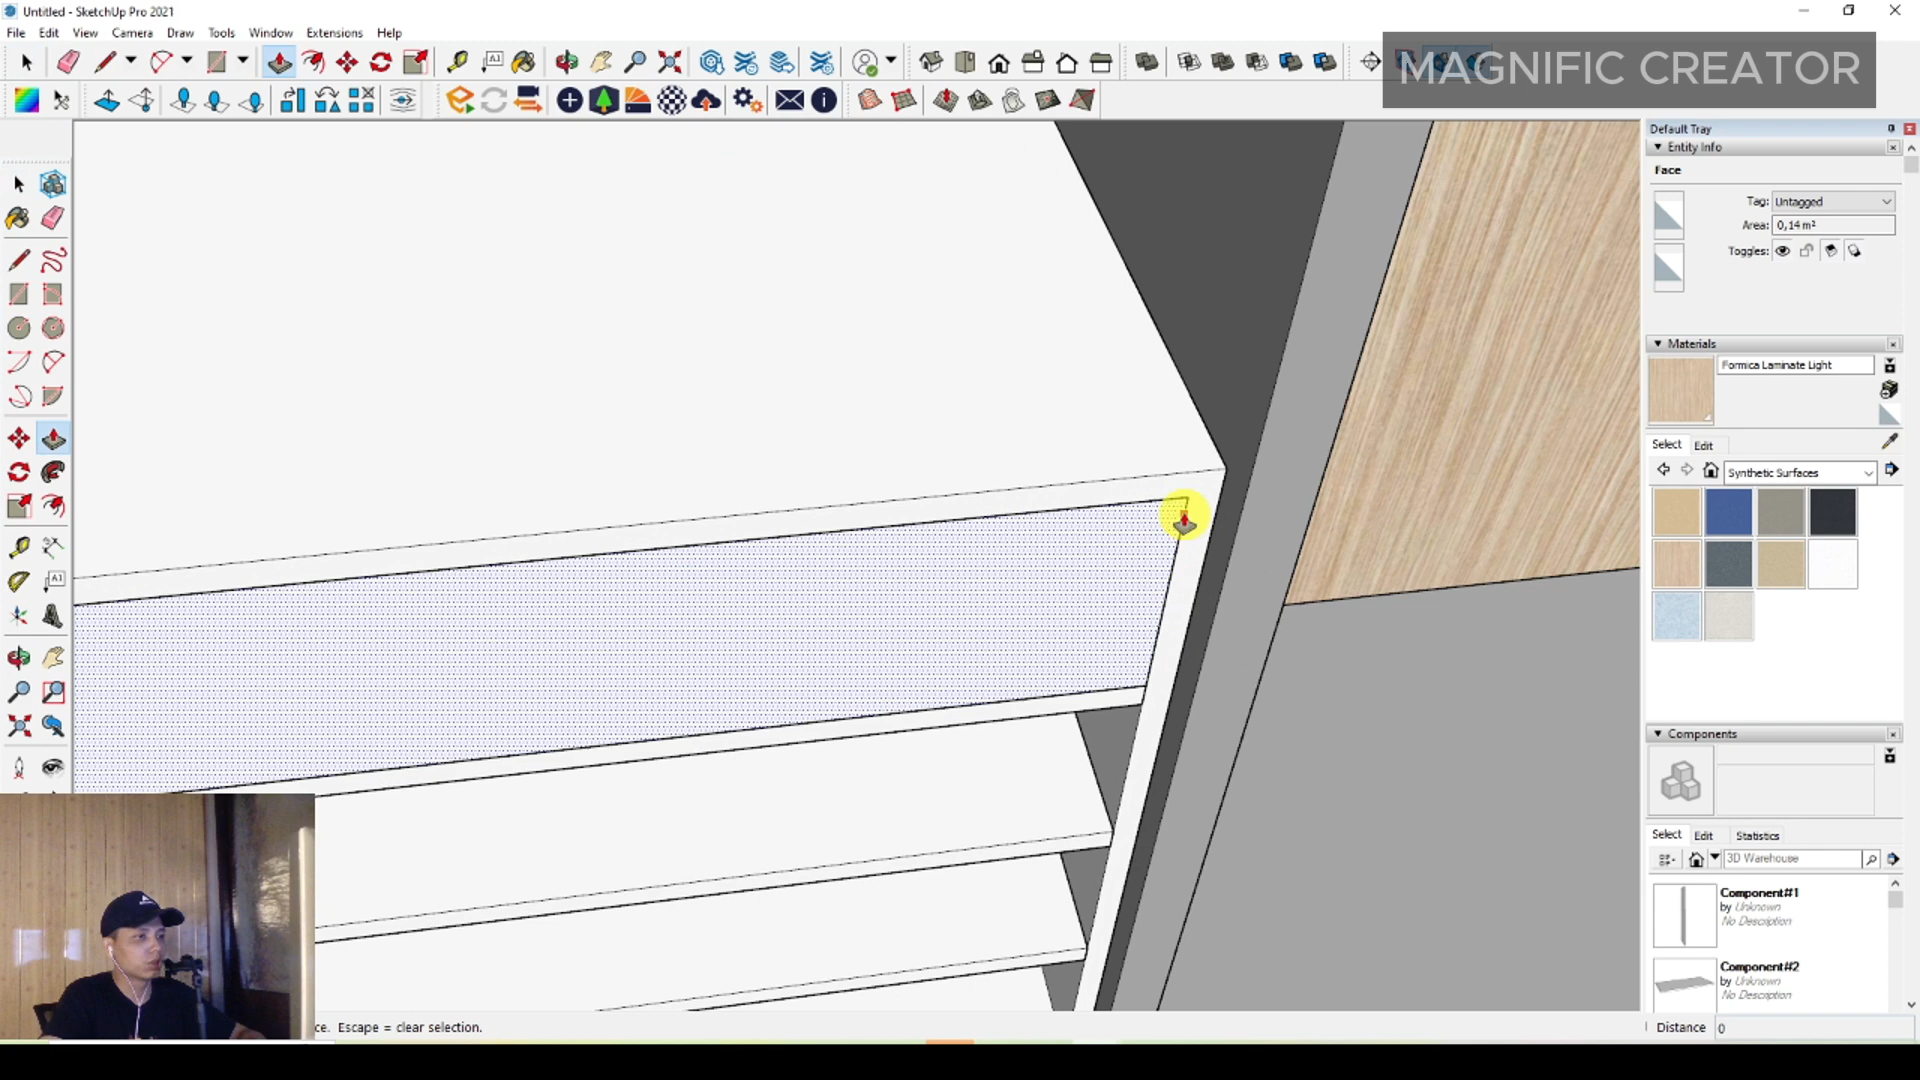 Untitled - SketchUp Pro 2021
File Edit View Camera Draw Tools Window Extensions Help
MAGNIFIC CREATOR
Default Tray
Entity Info
Face
Tag: Untagged
Area: 0,14 m²
Toggles:
Materials
Formica Laminate Light
Select Edit
Synthetic Surfaces
Components
Select Edit Statistics
3D Warehouse
Component#1
by Unknown
No Description
Component#2
by Unknown
No Description
ce. Escape = clear selection.
Distance 0